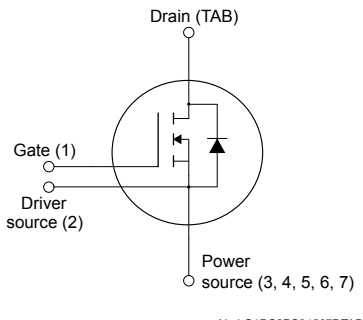 Drain (TAB)
Gate (1)
Driver
source (2)
Power
source (3, 4, 5, 6, 7)